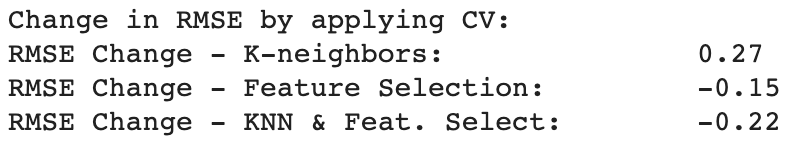 Change in RMSE by applying CV:
RMSE Change - K-neighbors: 0.27
RMSE Change - Feature Selection: -0.15
RMSE Change - KNN & Feat. Select: -0.22